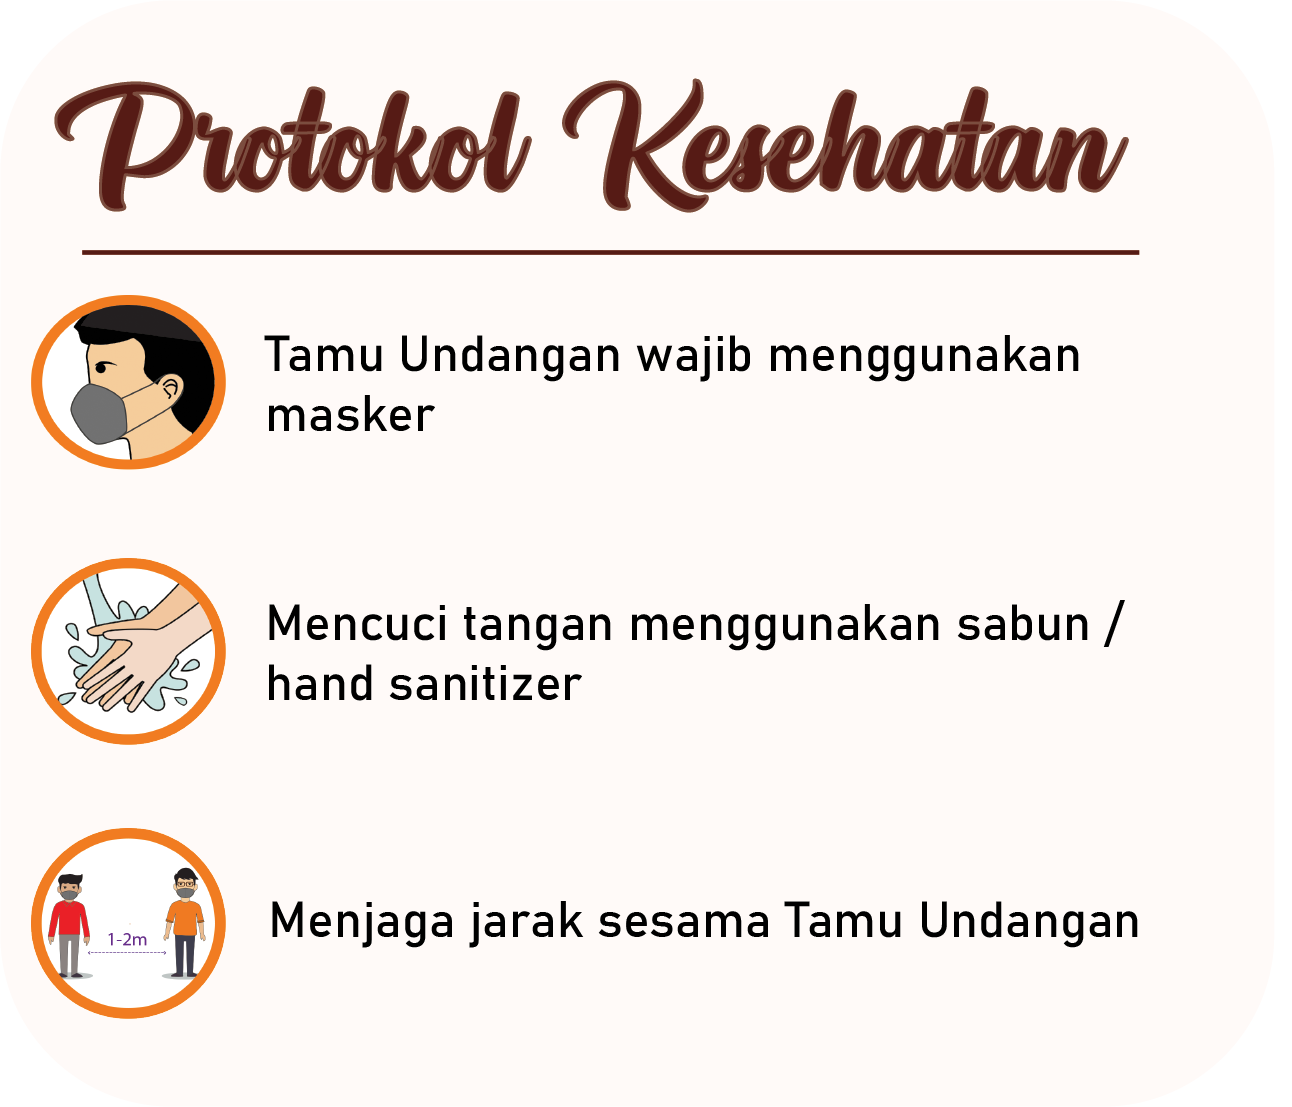 Protokol Kesehatan
Tamu Undangan wajib menggunakan
masker
Mencuci tangan menggunakan sabun /
hand sanitizer
1-2m
Menjaga jarak sesama Tamu Undangan